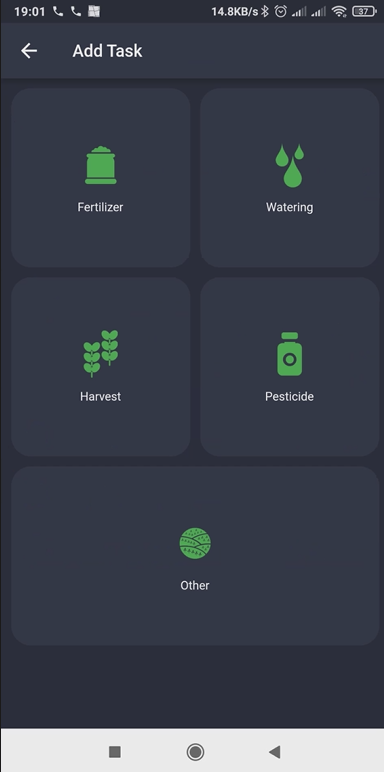 19:01 14.8KB/s 37
Add Task
Fertilizer Watering
Harvest Pesticide
Other